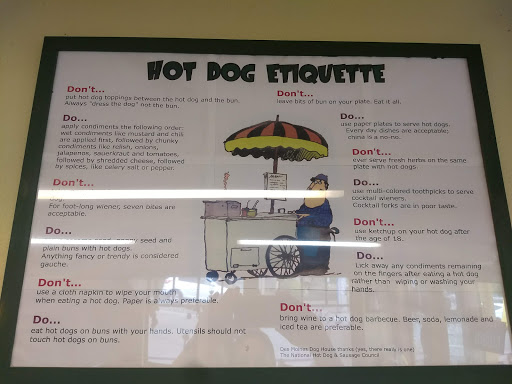 HOT DOG ETIQUETTE
Don't...
put hot dog toppings between the hot dog and the bun.
Always "dress the dog" not the bun.
Do...
apply condiments the following order:
wet condiments like mustard and chili
are applied first, followed by chunky
condiments like relish, onions,
jalapenos, sauerkraut and tomatoes,
followed by shredded cheese, followed
by spices, like celery salt or pepper.
Don't...
For foot-long wiener, seven bites are
acceptable.
Do...
seed and
plain buns with hot dogs.
Anything fancy or trendy is considered
gauche.
Don't...
use a cloth napkin to wipe your mouth
when eating a hot dog. Paper is always preferable.
Do...
eat hot dogs on buns with your hands. Utensils should not
touch hot dogs on buns.
Don't...
leave bits of bun on your plate. Eat it all.
Do...
use paper plates to serve hot dogs.
Every day dishes are acceptable;
china is a no-no.
Don't...
ever serve fresh herbs on the same
plate with hot dogs.
Do...
use multi-colored toothpicks to serve
cocktail wieners.
Cocktail forks are in poor taste.
Don't...
use ketchup on your hot dog after
the age of 18.
Do...
Lick away any condiments remaining
on the fingers after eating a hot dog
rather than wiping or washing your
hands.
Don't...
bring wine to a hot dog barbecue. Beer, soda, lemonade and
iced tea are preferable.
Dog House thanks (yes, there really is one)
The National Hot Dog & Sausage Council